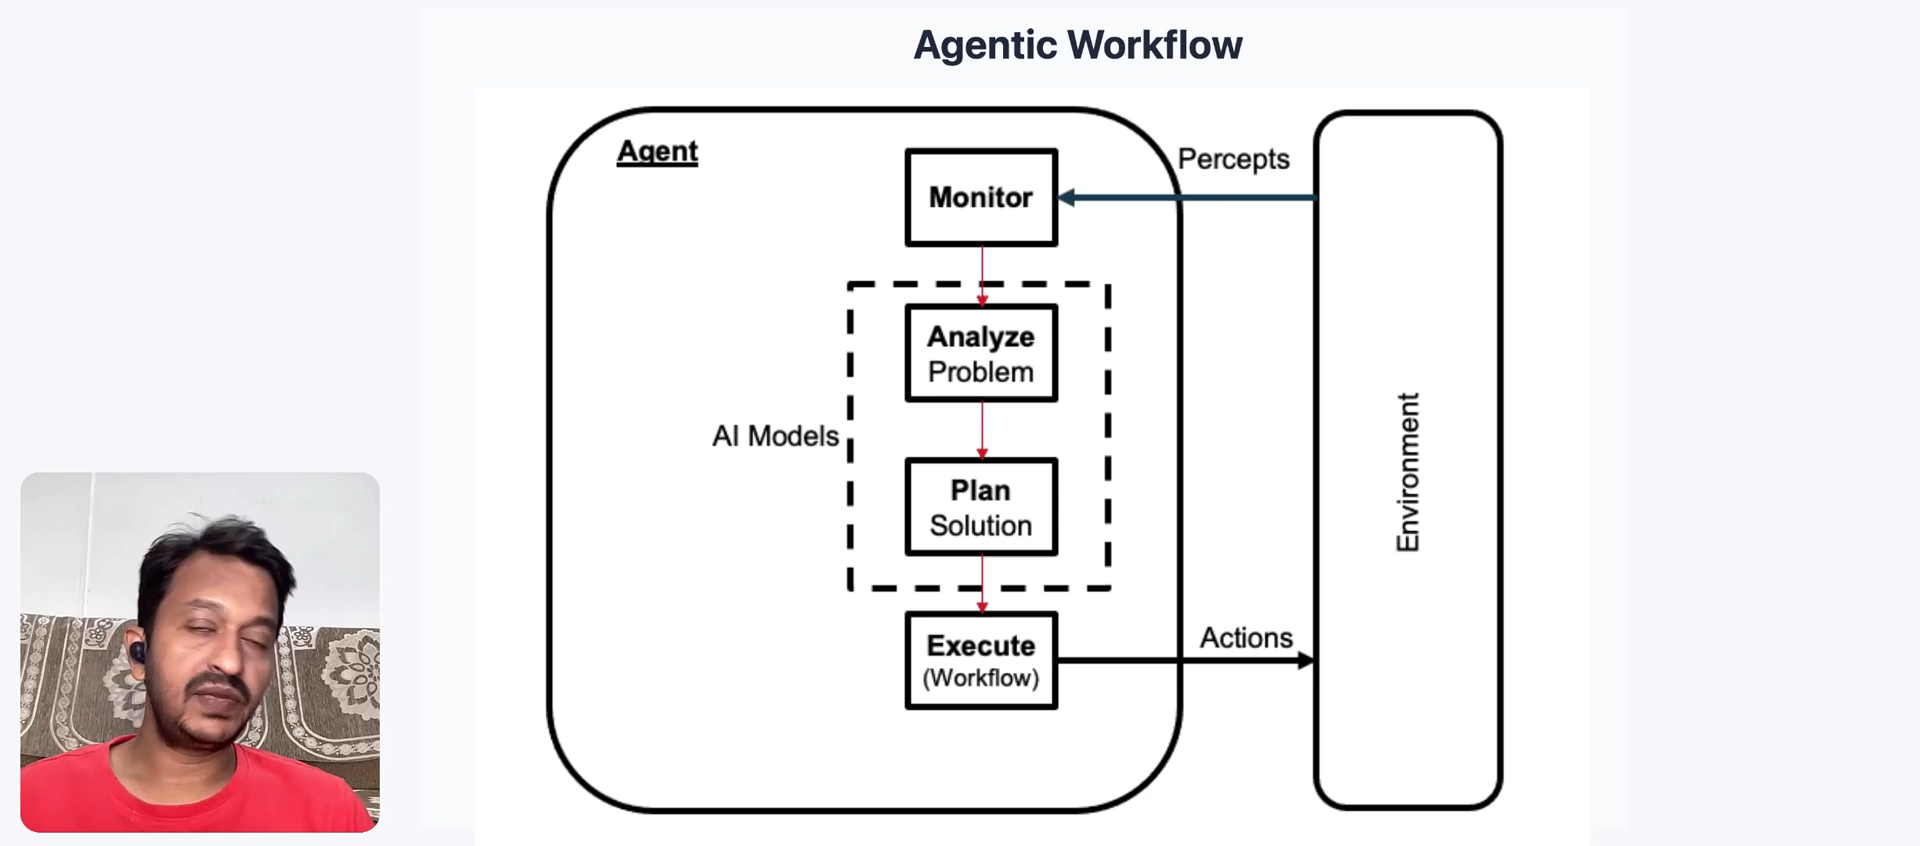 Agentic Workflow
Agent
Monitor
Percepts
Analyze
Problem
AI Models
Plan
Solution
Environment
Execute
(Workflow)
Actions